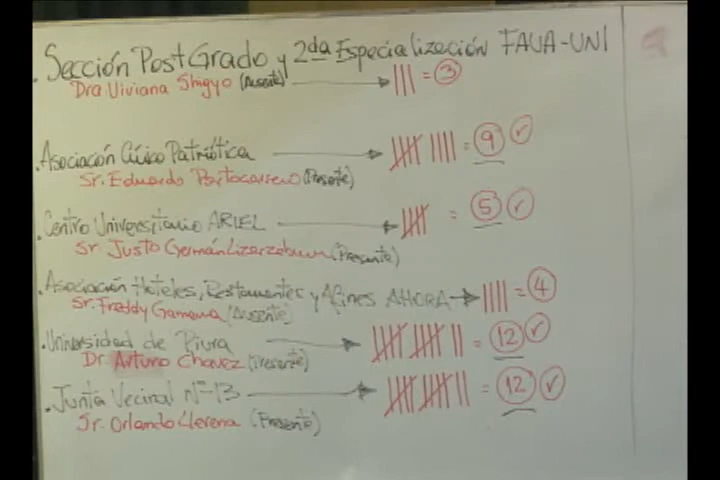 . Sección PostGrado y 2da Especialización FAUA-UNI
Dra Viviana Shigyo (Ausente) ||| = 3
. Asociación Cívico Patriótica = 9 ✓
Sr. Eduardo Portocarrero (Presente)
. Centro Universitario ARIEL = 5 ✓
Sr. Justo Germán Lizarzaburu (Presente)
. Asociación Hoteles, Restaurantes y Afines AHORA |||| = 4
Sr. Freddy Gamarra (Ausente)
. Universidad de Piura = 12 ✓
Dr Arturo Chavez (Presente)
. Junta Vecinal Nº-13 = 12 ✓
Sr. Orlando Llerena (Presente)